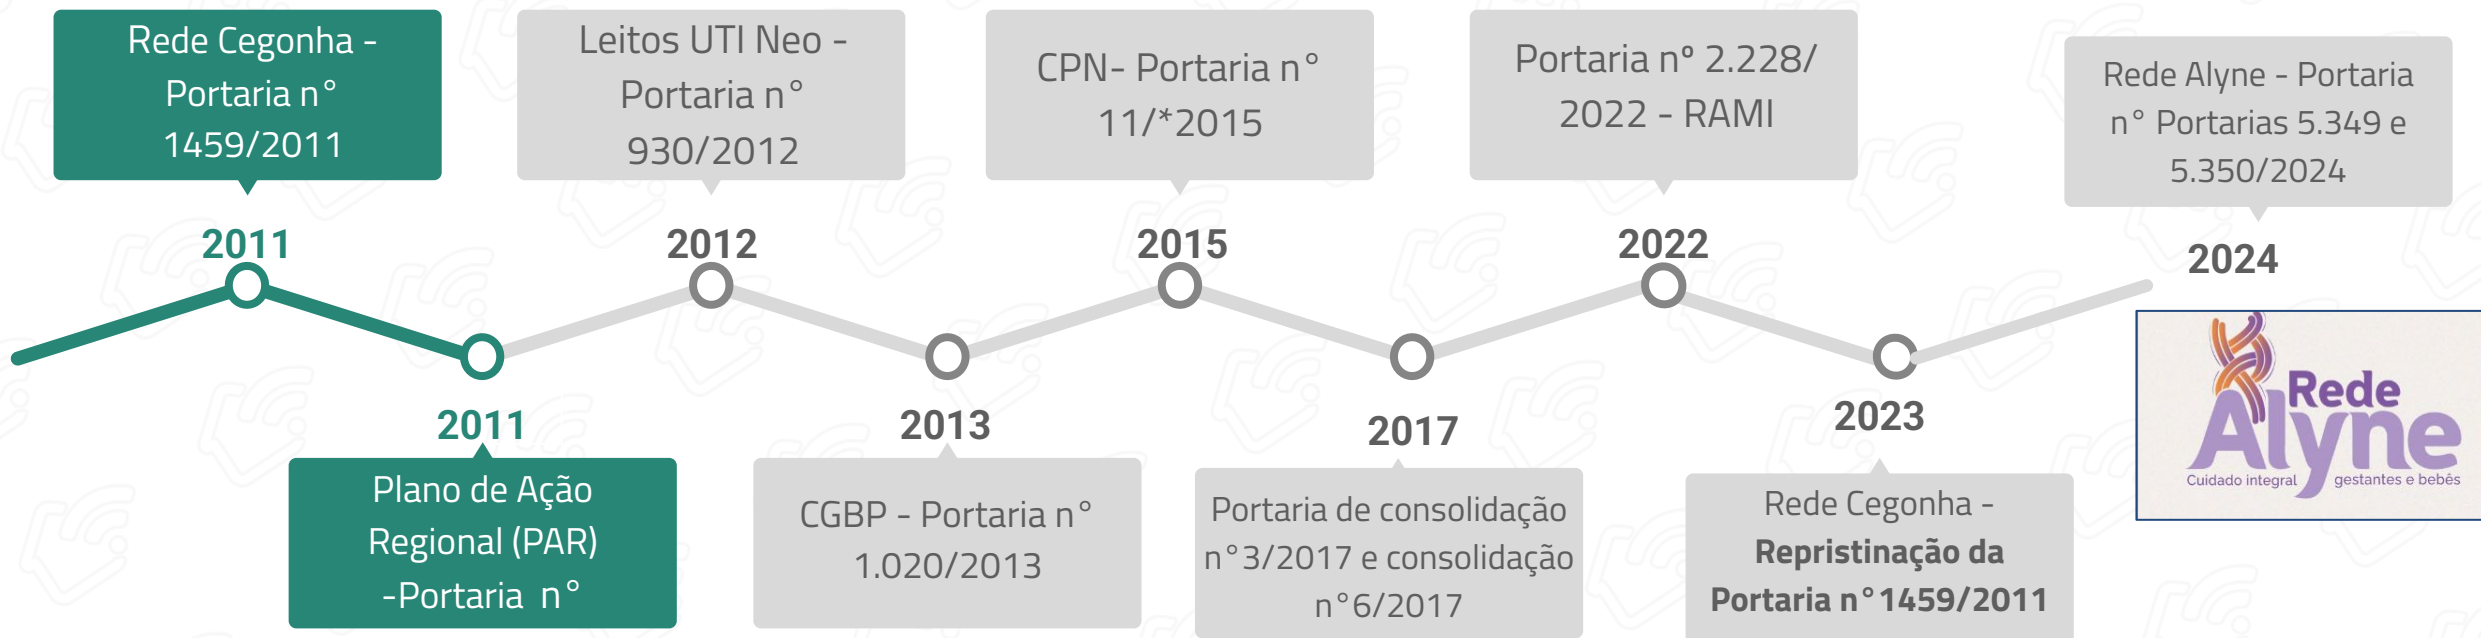 Rede Cegonha -
Portaria n°
1459/2011
2011
Plano de Ação
Regional (PAR)
-Portaria n°
2011
Leitos UTI Neo -
Portaria n°
930/2012
2012
CGBP - Portaria n°
1.020/2013
2013
CPN- Portaria n°
11/*2015
2015
Portaria de consolidação
n°3/2017 e consolidação
n°6/2017
2017
Portaria nº 2.228/
2022 - RAMI
2022
Rede Cegonha -
Repristinação da
Portaria n°1459/2011
2023
Rede Alyne - Portaria
n° Portarias 5.349 e
5.350/2024
2024
Rede
Alyne
Cuidado integral gestantes e bebês